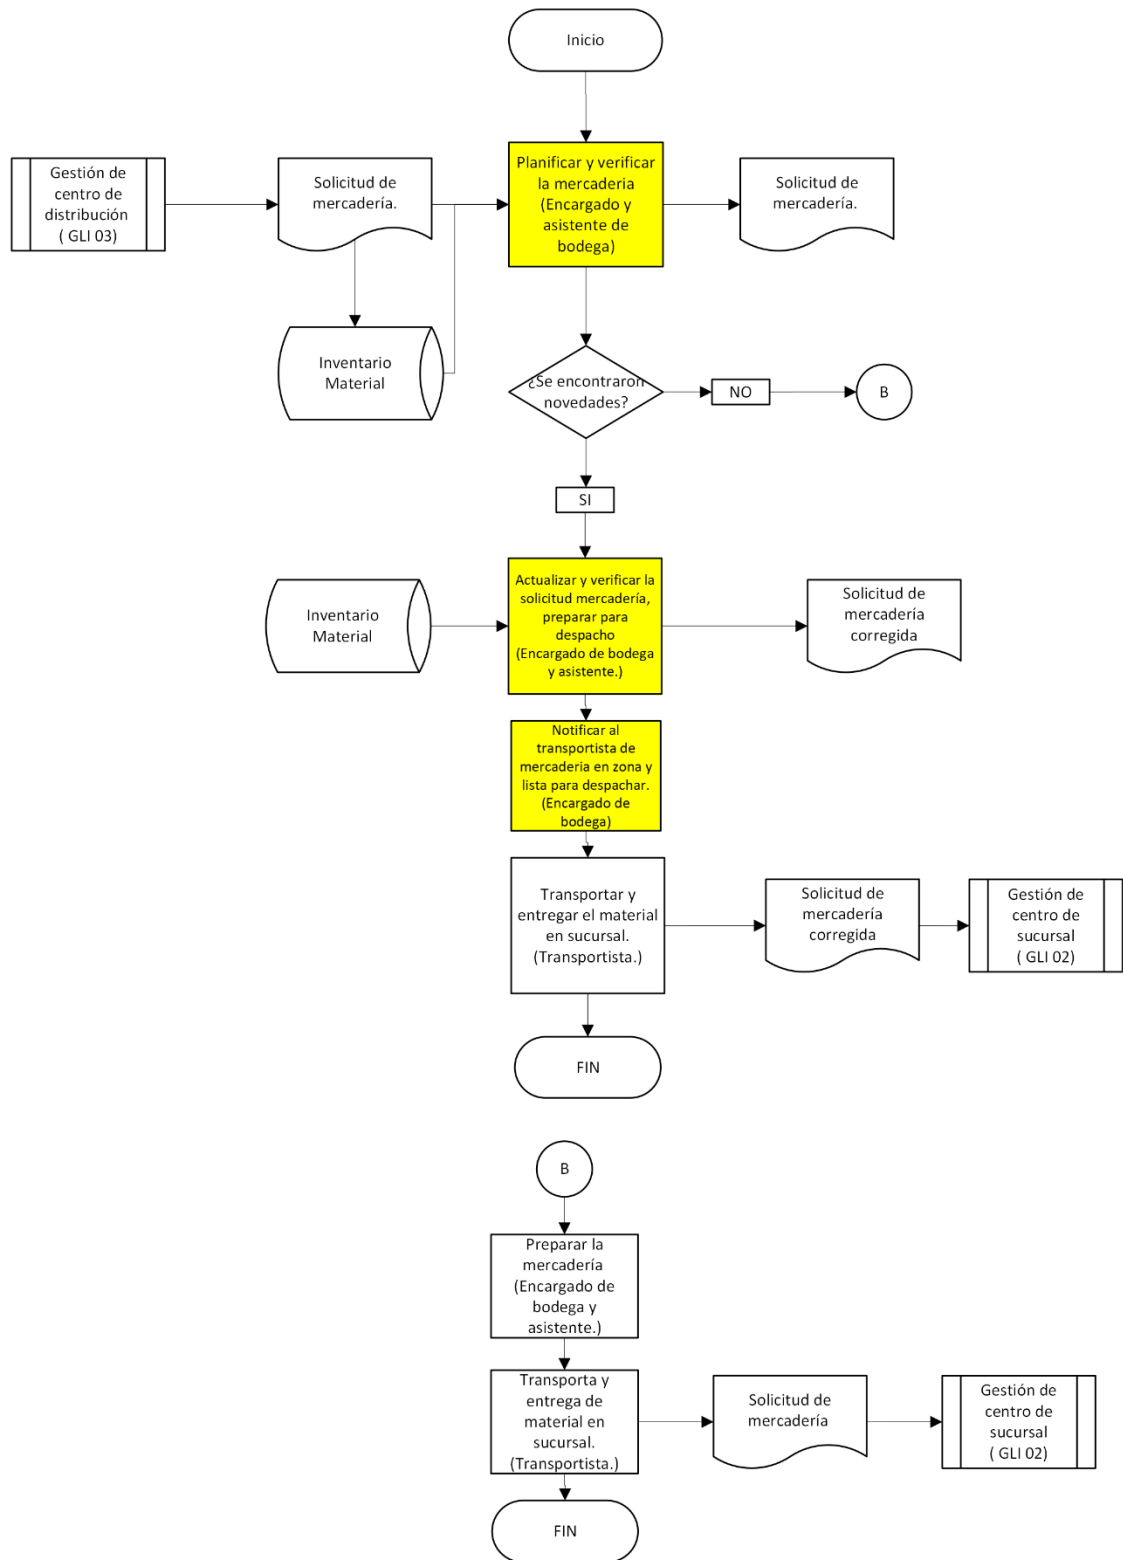 Inicio
Gestión de
centro de
distribución
( GLI 03)
Solicitud de
mercadería.
Planificar y verificar
la mercaderia
(Encargado y
asistente de
bodega)
Solicitud de
mercadería.
Inventario
Material
¿Se encontraron
novedades?
NO
B
SI
Inventario
Material
Actualizar y verificar la
solicitud mercadería,
preparar para
despacho
(Encargado de bodega
y asistente.)
Solicitud de
mercadería
corregida
Notificar al
transportista de
mercaderia en zona y
lista para despachar.
(Encargado de
bodega)
Transportar y
entregar el material
en sucursal.
(Transportista.)
Solicitud de
mercadería
corregida
Gestión de
centro de
sucursal
( GLI 02)
FIN
B
Preparar la
mercadería
(Encargado de
bodega y
asistente.)
Transporta y
entrega de
material en
sucursal.
(Transportista.)
Solicitud de
mercadería
Gestión de
centro de
sucursal
( GLI 02)
FIN